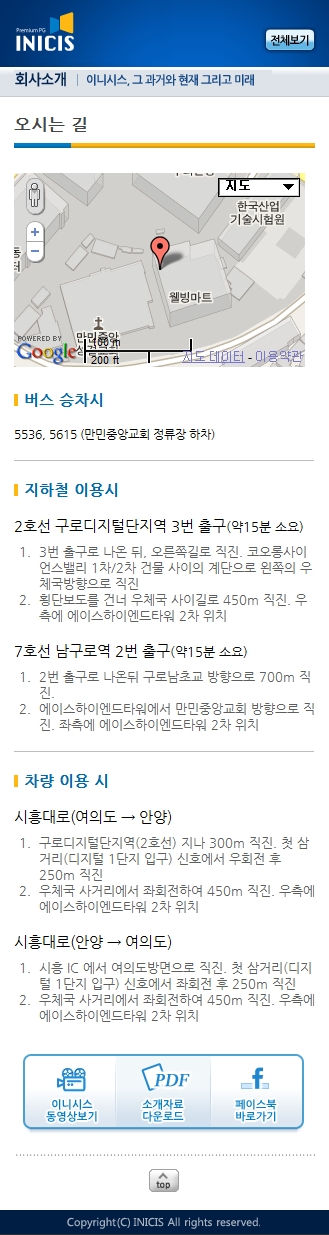 Premium PG
INICIS
전체보기
회사소개 | 이니시스, 그 과거와 현재 그리고 미래
오시는 길
지도
한국산업
기술시험원
웰빙마트
만민중앙
POWERED BY
Google
100 m
200 ft
지도 데이터 - 이용약관
버스 승차시
5536, 5615 (만민중앙교회 정류장 하차)
지하철 이용시
2호선 구로디지털단지역 3번 출구(약15분 소요)
1. 3번 출구로 나온 뒤, 오른쪽길로 직진. 코오롱사이
언스밸리 1차/2차 건물 사이의 계단으로 왼쪽의 우
체국방향으로 직진
2. 횡단보도를 건너 우체국 사이길로 450m 직진. 우
측에 에이스하이엔드타워 2차 위치
7호선 남구로역 2번 출구(약15분 소요)
1. 2번 출구로 나온뒤 구로남초교 방향으로 700m 직
진.
2. 에이스하이엔드타워에서 만민중앙교회 방향으로 직
진. 좌측에 에이스하이엔드타워 2차 위치
차량 이용 시
시흥대로(여의도 → 안양)
1. 구로디지털단지역(2호선) 지나 300m 직진. 첫 삼
거리(디지털 1단지 입구) 신호에서 우회전 후
250m 직진
2. 우체국 사거리에서 좌회전하여 450m 직진. 우측에
에이스하이엔드타워 2차 위치
시흥대로(안양 → 여의도)
1. 시흥 IC 에서 여의도방면으로 직진. 첫 삼거리(디지
털 1단지 입구) 신호에서 좌회전 후 250m 직진
2. 우체국 사거리에서 좌회전하여 450m 직진. 우측에
에이스하이엔드타워 2차 위치
이니시스
동영상보기
PDF
소개자료
다운로드
f
페이스북
바로가기
top
Copyright(C) INICIS All rights reserved.